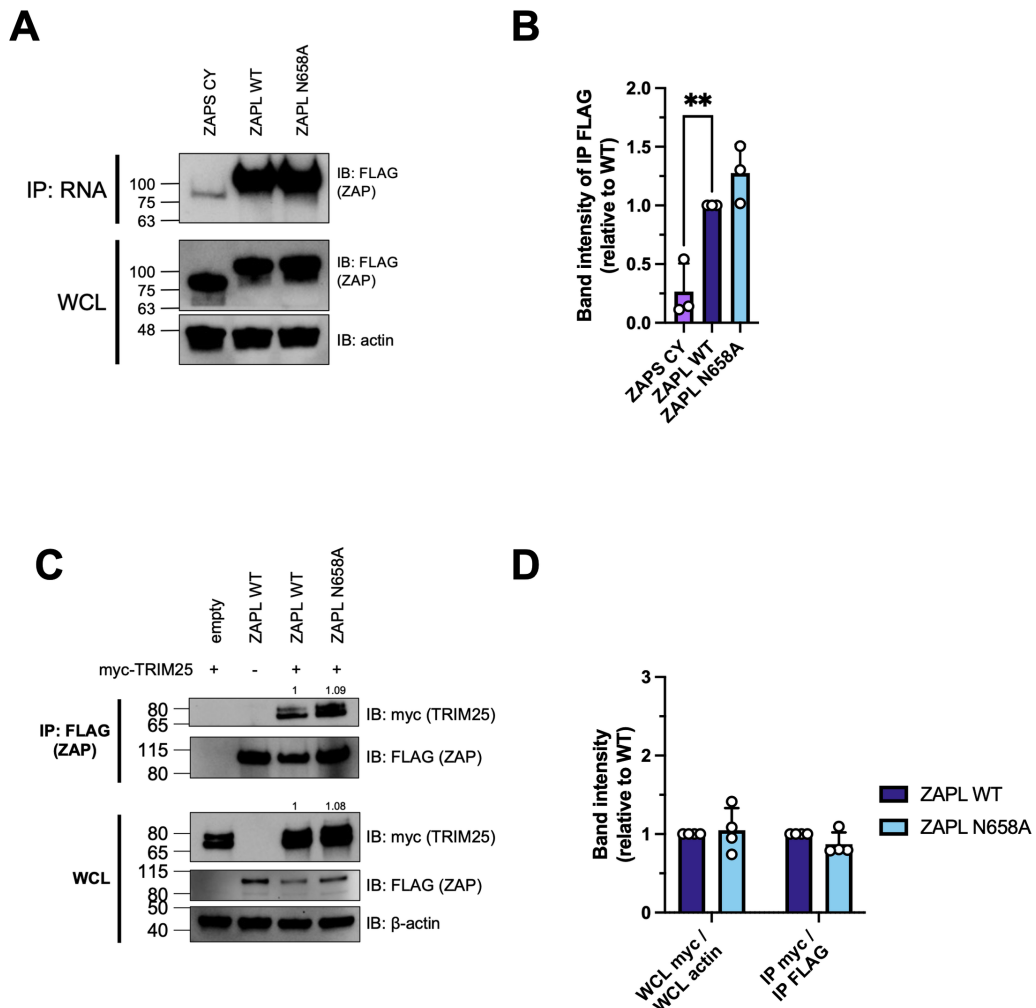 A
ZAPS CY
ZAPL WT
ZAPL N658A
IP: RNA
100
75
63
IB: FLAG
(ZAP)
WCL
100
75
63
IB: FLAG
(ZAP)
48
IB: actin
B
Band intensity of IP FLAG
(relative to WT)
2.0
1.5
1.0
0.5
0.0
**
ZAPS CY
ZAPL WT
ZAPL N658A
C
empty
ZAPL WT
ZAPL WT
ZAPL N658A
myc-TRIM25 + - + +
1 1.09
IP: FLAG
(ZAP)
80
65
IB: myc (TRIM25)
115
80
IB: FLAG (ZAP)
1 1.08
WCL
80
65
IB: myc (TRIM25)
115
80
IB: FLAG (ZAP)
50
40
IB: β-actin
D
Band intensity
(relative to WT)
3
2
1
0
WCL myc /
WCL actin
IP myc /
IP FLAG
ZAPL WT
ZAPL N658A